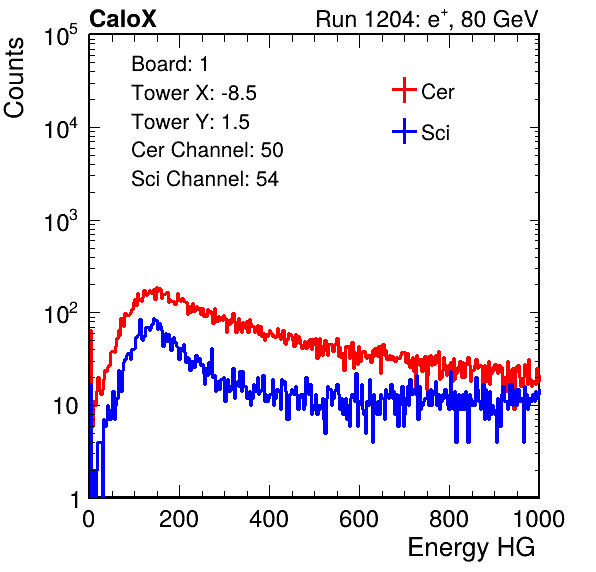 CaloX Run 1204: e⁺, 80 GeV
Counts
Board: 1
Tower X: -8.5
Tower Y: 1.5
Cer Channel: 50
Sci Channel: 54
Cer
Sci
10⁵
10⁴
10³
10²
10
1
0 200 400 600 800 1000
Energy HG